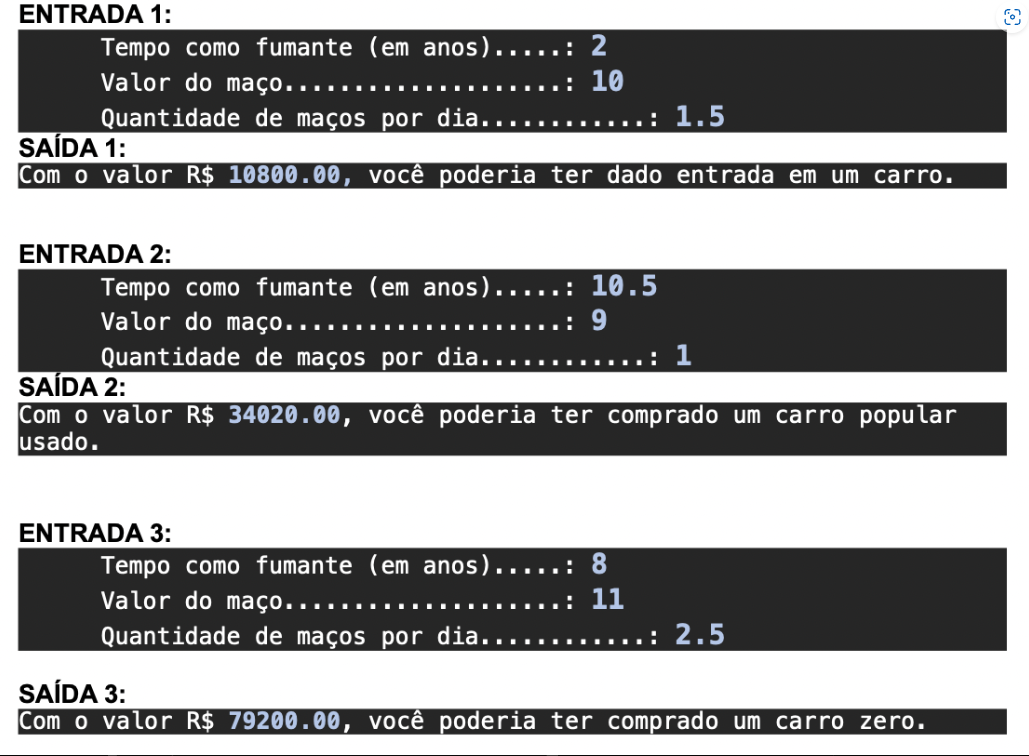 ENTRADA 1:
Tempo como fumante (em anos).....: 2
Valor do maço....................: 10
Quantidade de maços por dia............: 1.5
SAÍDA 1:
Com o valor R$ 10800.00, você poderia ter dado entrada em um carro.
ENTRADA 2:
Tempo como fumante (em anos).....: 10.5
Valor do maço....................: 9
Quantidade de maços por dia............: 1
SAÍDA 2:
Com o valor R$ 34020.00, você poderia ter comprado um carro popular
usado.
ENTRADA 3:
Tempo como fumante (em anos).....: 8
Valor do maço....................: 11
Quantidade de maços por dia............: 2.5
SAÍDA 3:
Com o valor R$ 79200.00, você poderia ter comprado um carro zero.